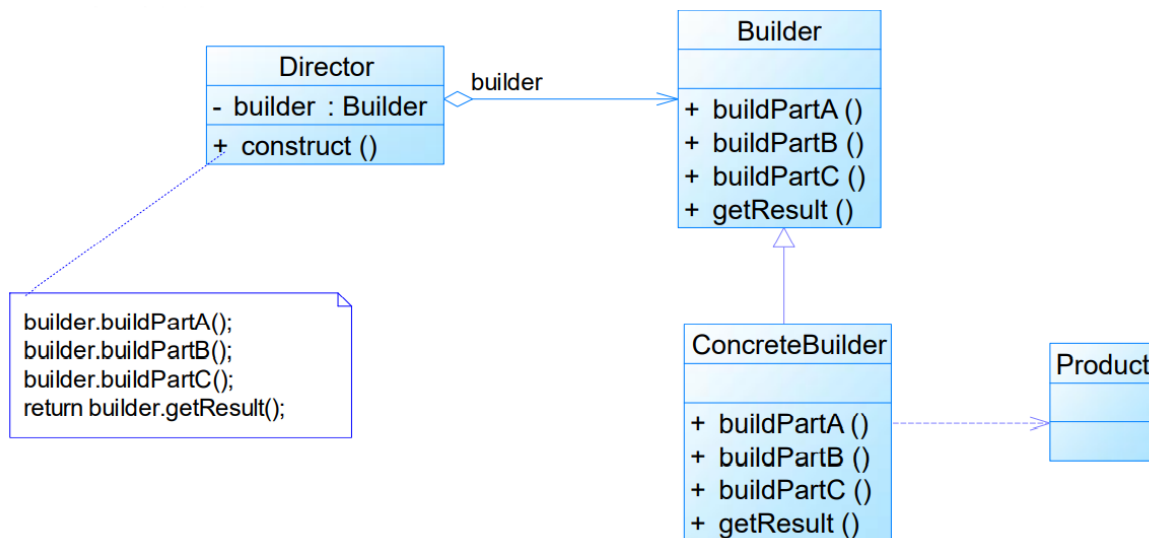 Builder
+ buildPartA ()
+ buildPartB ()
+ buildPartC ()
+ getResult ()
Director
- builder : Builder
+ construct ()
builder
builder.buildPartA();
builder.buildPartB();
builder.buildPartC();
return builder.getResult();
ConcreteBuilder
+ buildPartA ()
+ buildPartB ()
+ buildPartC ()
+ getResult ()
Product